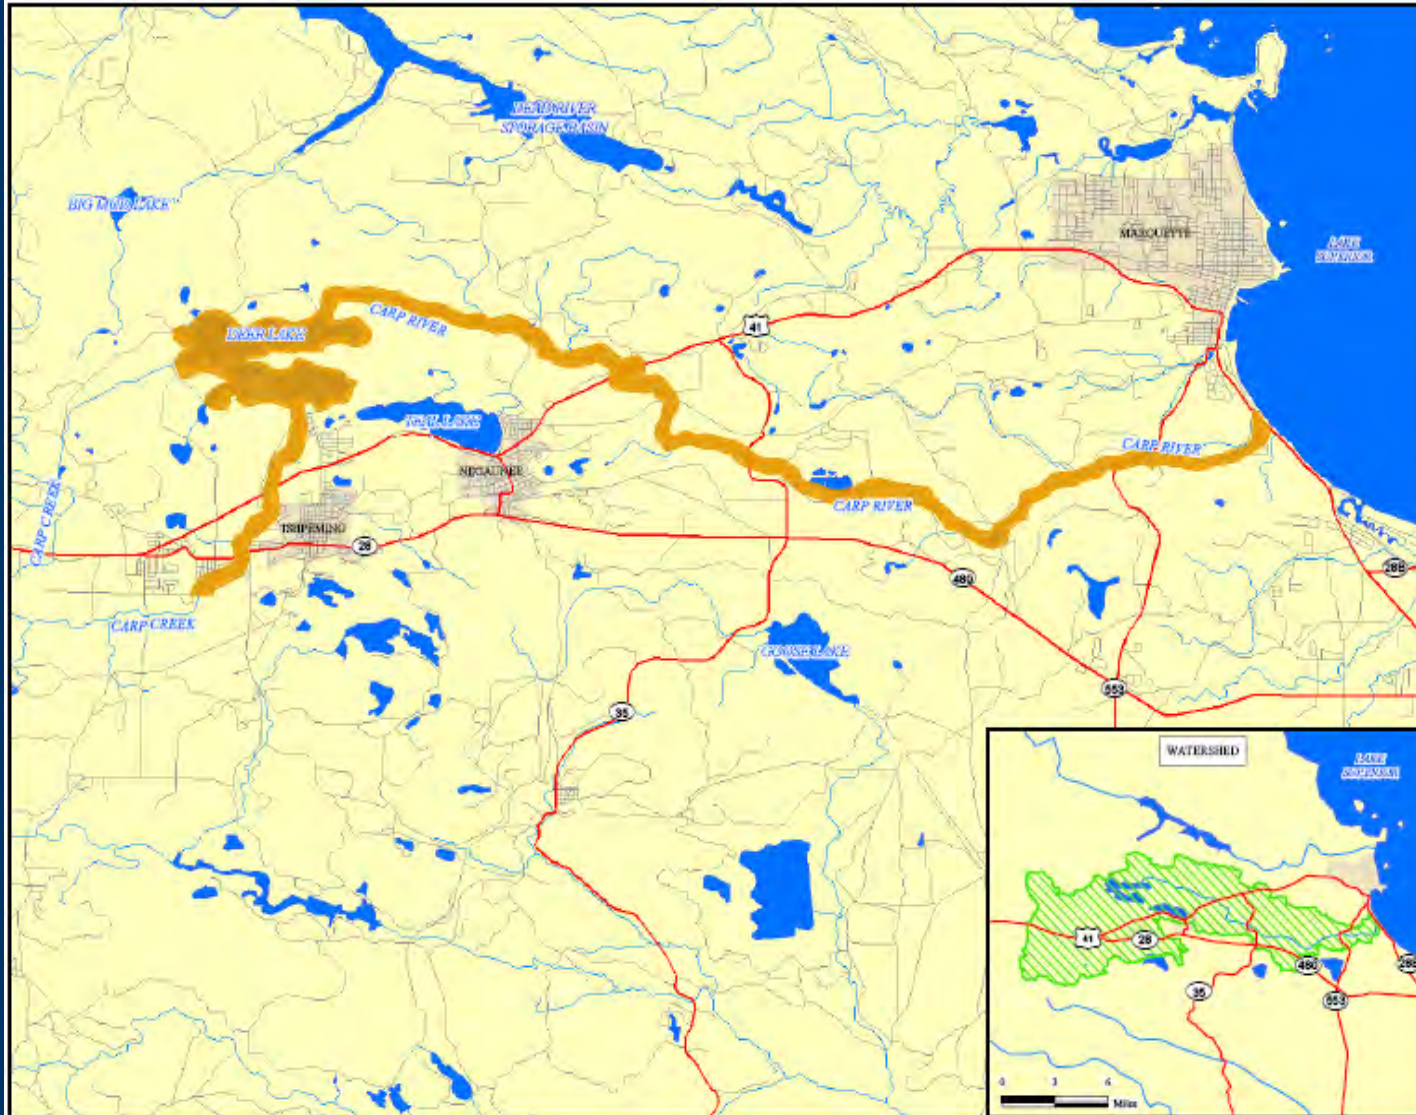 DEAD RIVER
STORAGE BASIN
BIG MUD LAKE
MARQUETTE
LAKE
SUPERIOR
DEER LAKE
CARP RIVER
41
TEAL LAKE
NEGAUNEE
CARP RIVER
CARP RIVER
CARP CREEK
ISHPEMING
28
480
28B
CARP CREEK
GOOSE LAKE
553
35
WATERSHED
LAKE
SUPERIOR
41
28
480
28B
35
553
0 3 6
Miles